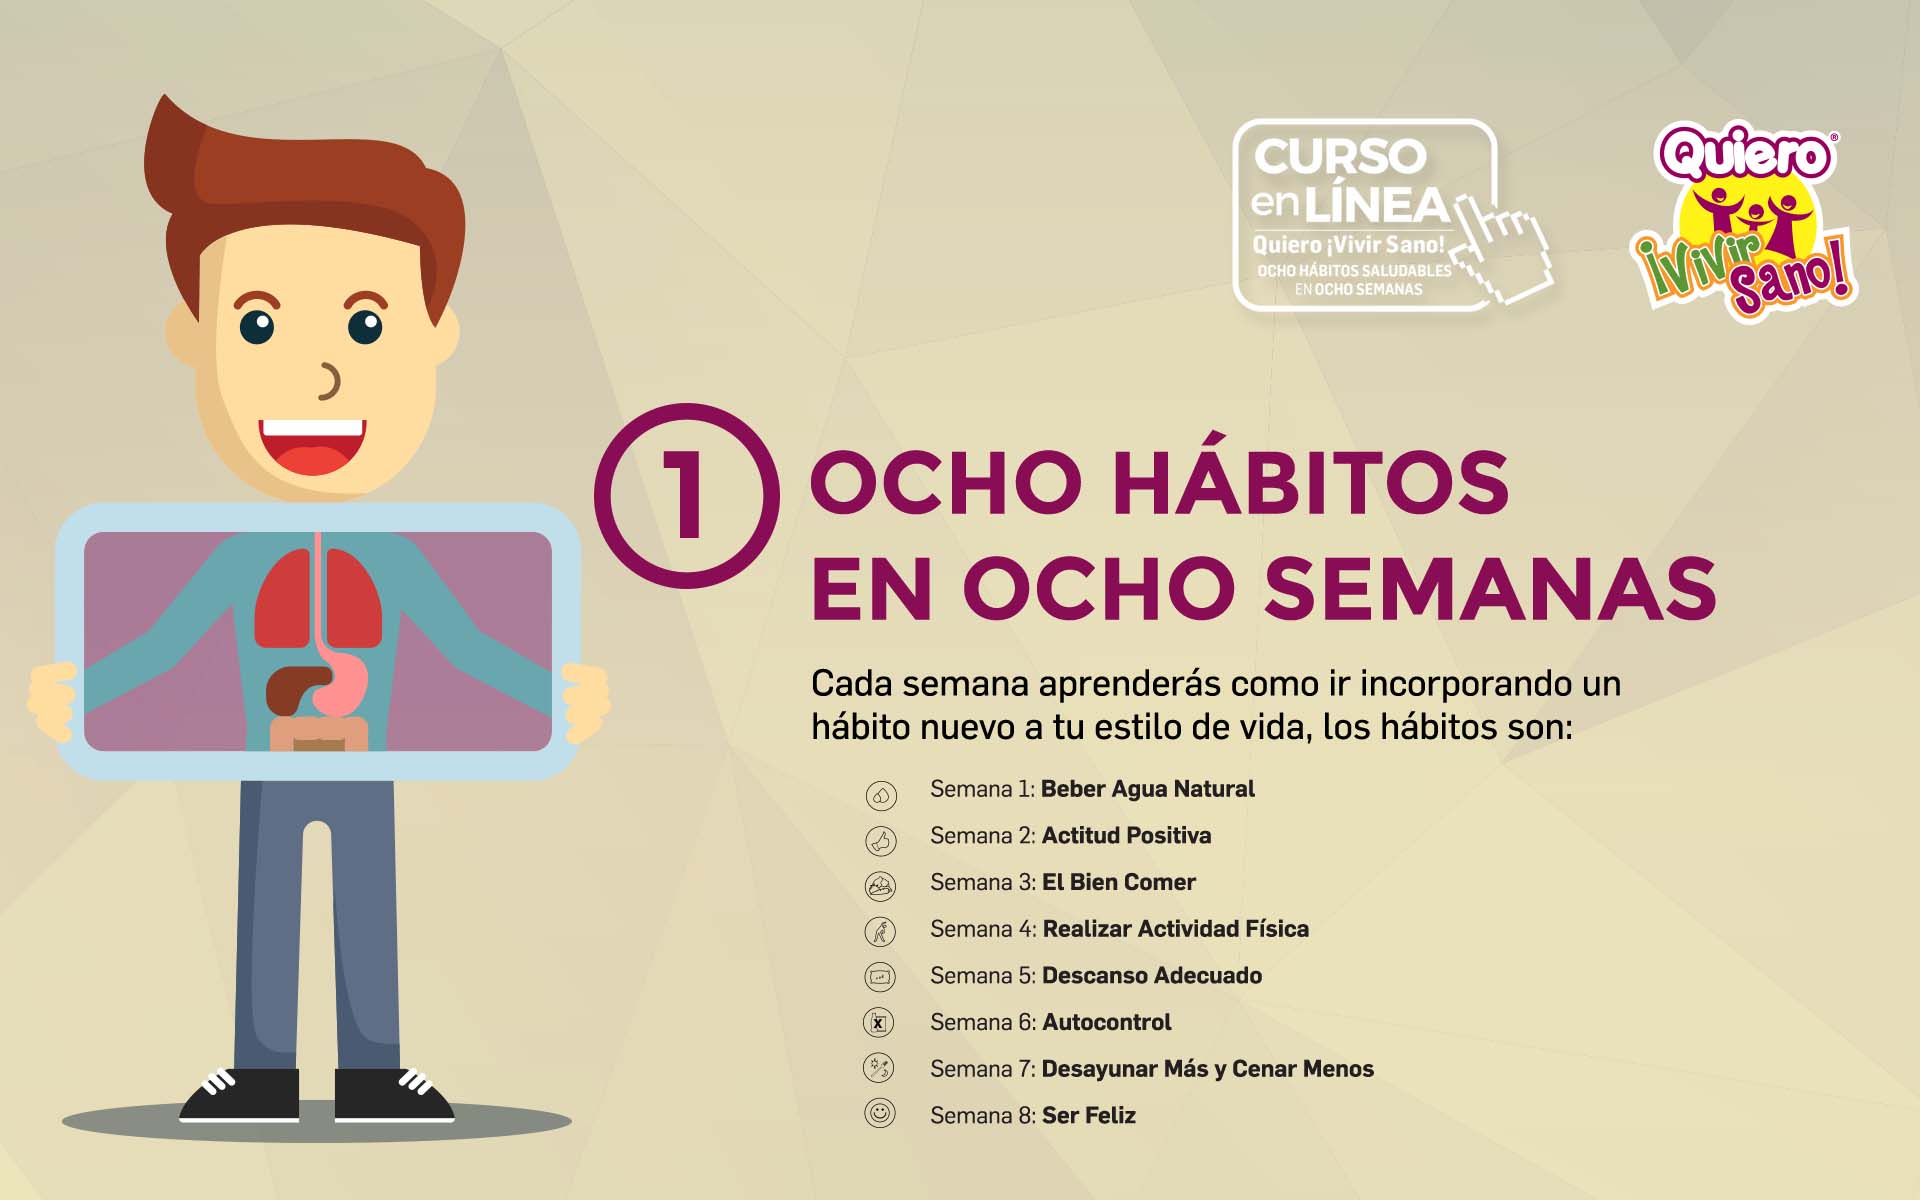 CURSO
en LÍNEA
Quiero ¡Vivir Sano!
OCHO HÁBITOS SALUDABLES
EN OCHO SEMANAS
Quiero®
¡Vivir
Sano!
1
OCHO HÁBITOS
EN OCHO SEMANAS
Cada semana aprenderás como ir incorporando un
hábito nuevo a tu estilo de vida, los hábitos son:
Semana 1: Beber Agua Natural
Semana 2: Actitud Positiva
Semana 3: El Bien Comer
Semana 4: Realizar Actividad Física
Semana 5: Descanso Adecuado
X Semana 6: Autocontrol
Semana 7: Desayunar Más y Cenar Menos
Semana 8: Ser Feliz